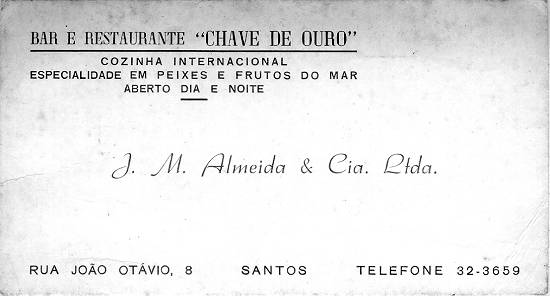 BAR E RESTAURANTE "CHAVE DE OURO"
COZINHA INTERNACIONAL
ESPECIALIDADE EM PEIXES E FRUTOS DO MAR
ABERTO DIA E NOITE
J. M. Almeida & Cia. Ltda.
RUA JOÃO OTÁVIO, 8 SANTOS TELEFONE 32-3659